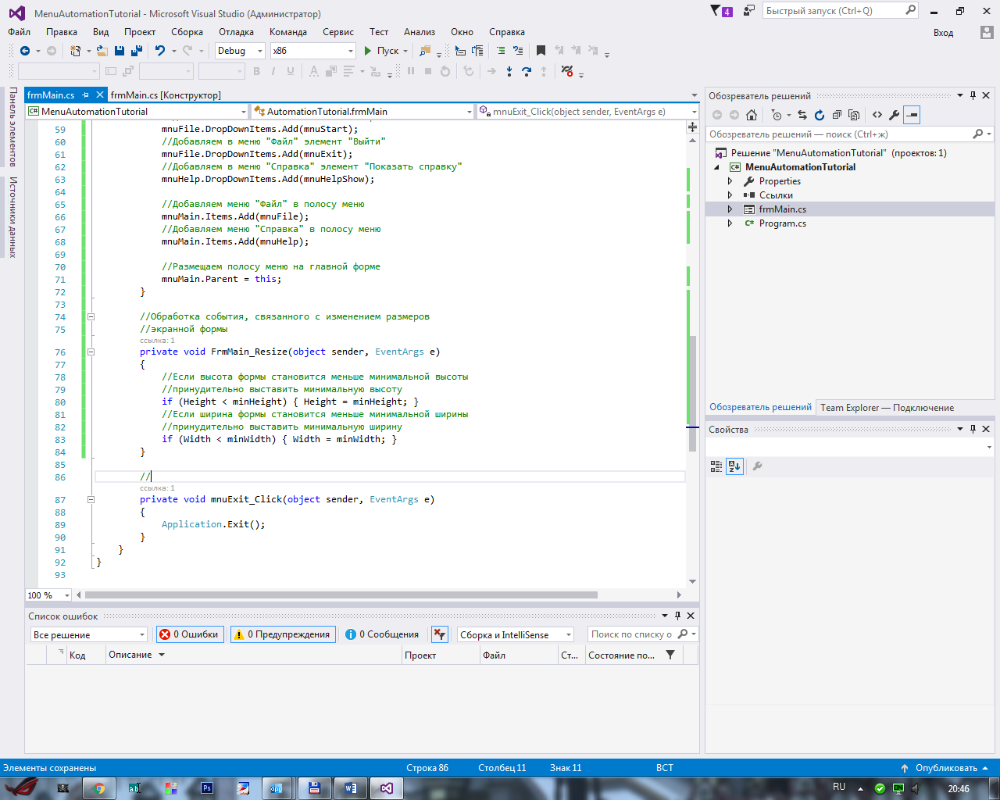 MenuAutomationTutorial - Microsoft Visual Studio (Администратор)
4
Быстрый запуск (Ctrl+Q)
Файл Правка Вид Проект Сборка Отладка Команда Сервис Тест Анализ Окно Справка
Вход
Debug x86 Пуск
Панель элементов
Источники данных
frmMain.cs
frmMain.cs [Конструктор]
MenuAutomationTutorial
AutomationTutorial.frmMain
mnuExit_Click(object sender, EventArgs e)
59 mnuFile.DropDownItems.Add(mnuStart);
60 //Добавляем в меню "Файл" элемент "Выйти"
61 mnuFile.DropDownItems.Add(mnuExit);
62 //Добавляем в меню "Справка" элемент "Показать справку"
63 mnuHelp.DropDownItems.Add(mnuHelpShow);
64
65 //Добавляем меню "Файл" в полосу меню
66 mnuMain.Items.Add(mnuFile);
67 //Добавляем меню "Справка" в полосу меню
68 mnuMain.Items.Add(mnuHelp);
69
70 //Размещаем полосу меню на главной форме
71 mnuMain.Parent = this;
72 }
73
74 //Обработка события, связанного с изменением размеров
75 //экранной формы
ссылка: 1
76 private void FrmMain_Resize(object sender, EventArgs e)
77 {
78 //Если высота формы становится меньше минимальной высоты
79 //принудительно выставить минимальную высоту
80 if (Height < minHeight) { Height = minHeight; }
81 //Если ширина формы становится меньше минимальной ширины
82 //принудительно выставить минимальную ширину
83 if (Width < minWidth) { Width = minWidth; }
84 }
85
86 //
ссылка: 1
87 private void mnuExit_Click(object sender, EventArgs e)
88 {
89 Application.Exit();
90 }
91 }
92 }
93
100 %
Обозреватель решений
Обозреватель решений — поиск (Ctrl+ж)
Решение "MenuAutomationTutorial" (проектов: 1)
MenuAutomationTutorial
Properties
Ссылки
frmMain.cs
Program.cs
Обозреватель решений Team Explorer — Подключение
Свойства
Список ошибок
Все решение 0 Ошибки 0 Предупреждения 0 Сообщения Сборка и IntelliSense Поиск по списку о
Код Описание Проект Файл Ст... Состояние по...
Элементы сохранены Строка 86 Столбец 11 Знак 11 ВСТ Опубликовать
RU 20:46